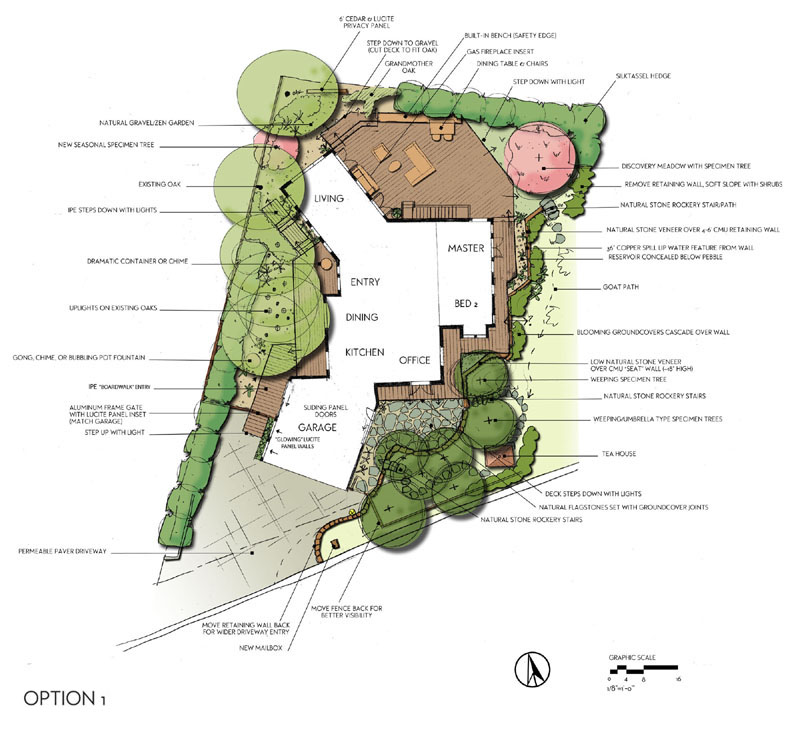 6' CEDAR & LUCITE
PRIVACY PANEL
STEP DOWN TO GRAVEL
(CUT DECK TO FIT OAK)
GRANDMOTHER
OAK
BUILT-IN BENCH (SAFETY EDGE)
GAS FIREPLACE INSERT
DINING TABLE & CHAIRS
STEP DOWN WITH LIGHT
SILKTASSEL HEDGE
NATURAL GRAVEL/ZEN GARDEN
NEW SEASONAL SPECIMEN TREE
EXISTING OAK
IPE STEPS DOWN WITH LIGHTS
DRAMATIC CONTAINER OR CHIME
UPLIGHTS ON EXISTING OAKS
GONG, CHIME, OR BUBBLING POT FOUNTAIN
IPE "BOARDWALK" ENTRY
ALUMINUM FRAME GATE
WITH LUCITE PANEL INSET
(MATCH GARAGE)
STEP UP WITH LIGHT
PERMEABLE PAVER DRIVEWAY
LIVING
MASTER
ENTRY
BED 2
DINING
KITCHEN
OFFICE
SLIDING PANEL
DOORS
GARAGE
"GLOWING" LUCITE
PANEL WALLS
DISCOVERY MEADOW WITH SPECIMEN TREE
REMOVE RETAINING WALL, SOFT SLOPE WITH SHRUBS
NATURAL STONE ROCKERY STAIR/PATH
NATURAL STONE VENEER OVER 4-6' CMU RETAINING WALL
36" COPPER SPILL UP WATER FEATURE FROM WALL
RESERVOIR CONCEALED BELOW PEBBLE
GOAT PATH
BLOOMING GROUNDCOVERS CASCADE OVER WALL
LOW NATURAL STONE VENEER
OVER CMU "SEAT" WALL (~18" HIGH)
WEEPING SPECIMEN TREE
NATURAL STONE ROCKERY STAIRS
WEEPING/UMBRELLA TYPE SPECIMEN TREES
TEA HOUSE
DECK STEPS DOWN WITH LIGHTS
NATURAL FLAGSTONES SET WITH GROUNDCOVER JOINTS
NATURAL STONE ROCKERY STAIRS
MOVE FENCE BACK FOR
BETTER VISIBILITY
MOVE RETAINING WALL BACK
FOR WIDER DRIVEWAY ENTRY
NEW MAILBOX
GRAPHIC SCALE
0 4 8 16
1/8"=1'-0"
OPTION 1